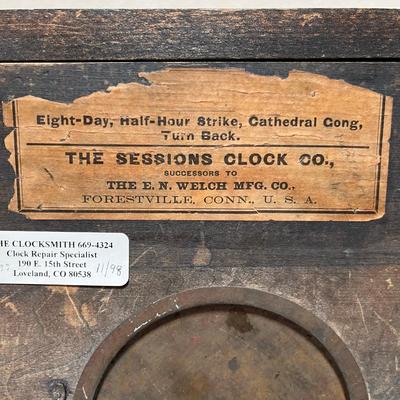 Eight-Day, Half-Hour Strike, Cathedral Gong,
Turn Back.
THE SESSIONS CLOCK CO.,
SUCCESSORS TO
THE E. N. WELCH MFG. CO.,
FORESTVILLE, CONN., U. S. A.
HE CLOCKSMITH 669-4324
Clock Repair Specialist
190 E. 15th Street 11/98
Loveland, CO 80538